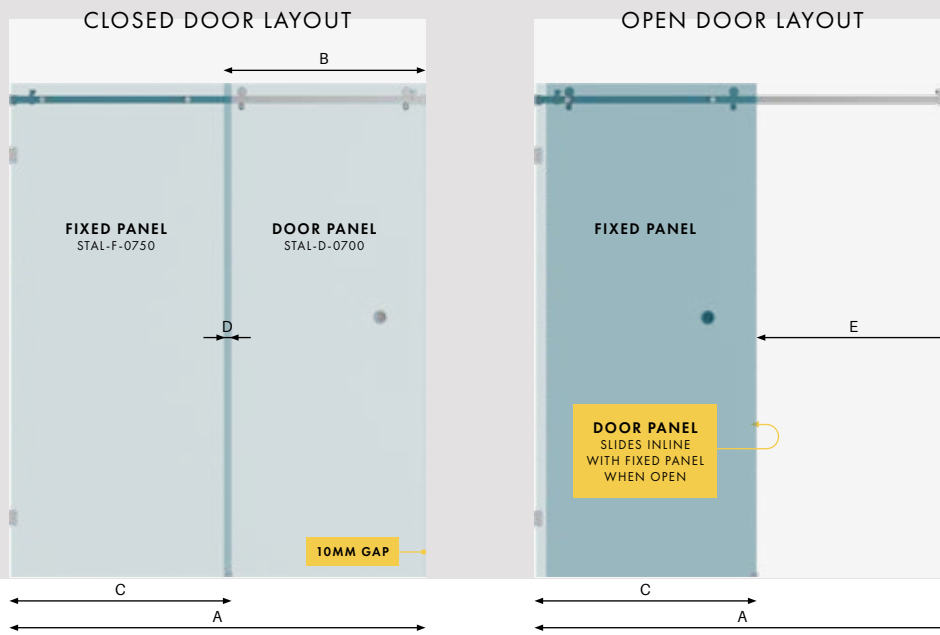 CLOSED DOOR LAYOUT
B
FIXED PANEL
STAL-F-0750
DOOR PANEL
STAL-D-0700
D
10MM GAP
C
A
OPEN DOOR LAYOUT
FIXED PANEL
E
DOOR PANEL
SLIDES INLINE
WITH FIXED PANEL
WHEN OPEN
C
A